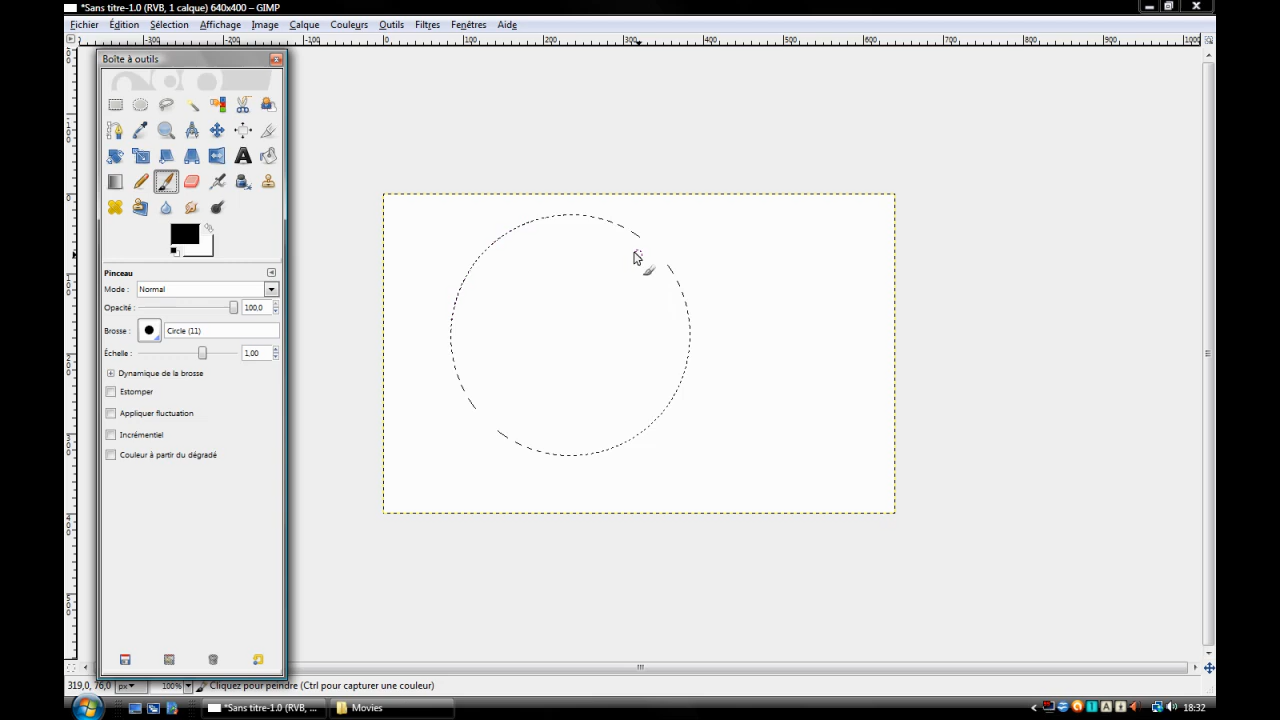 *Sans titre-1.0 (RVB, 1 calque) 640x400 – GIMP
Fichier Édition Sélection Affichage Image Calque Couleurs Outils Filtres Fenêtres Aide
-300 -200 -100 0 100 200 300 400 500 600 700 800 900 1000
Boîte à outils
Pinceau
Mode : Normal
Opacité : 100,0
Brosse : Circle (11)
Échelle : 1,00
Dynamique de la brosse
Estomper
Appliquer fluctuation
Incrémentiel
Couleur à partir du dégradé
319,0, 76,0 px 100% Cliquez pour peindre (Ctrl pour capturer une couleur)
*Sans titre-1.0 (RVB, ... Movies 18:32